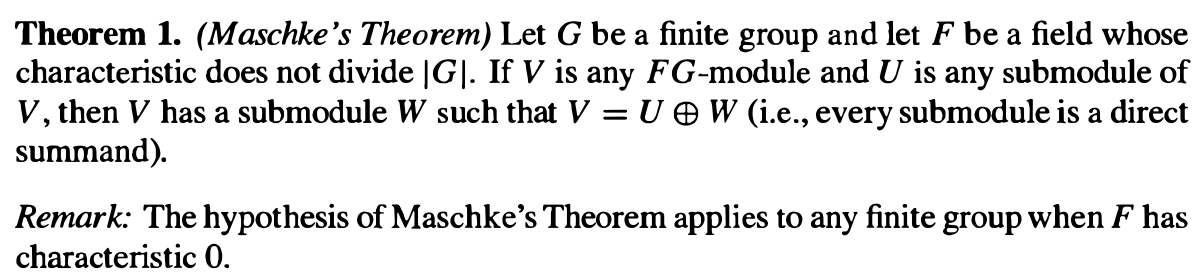 Theorem 1. (Maschke's Theorem) Let G be a finite group and let F be a field whose
characteristic does not divide |G|. If V is any FG-module and U is any submodule of
V, then V has a submodule W such that V = U ⊕ W (i.e., every submodule is a direct
summand).
Remark: The hypothesis of Maschke's Theorem applies to any finite group when F has
characteristic 0.